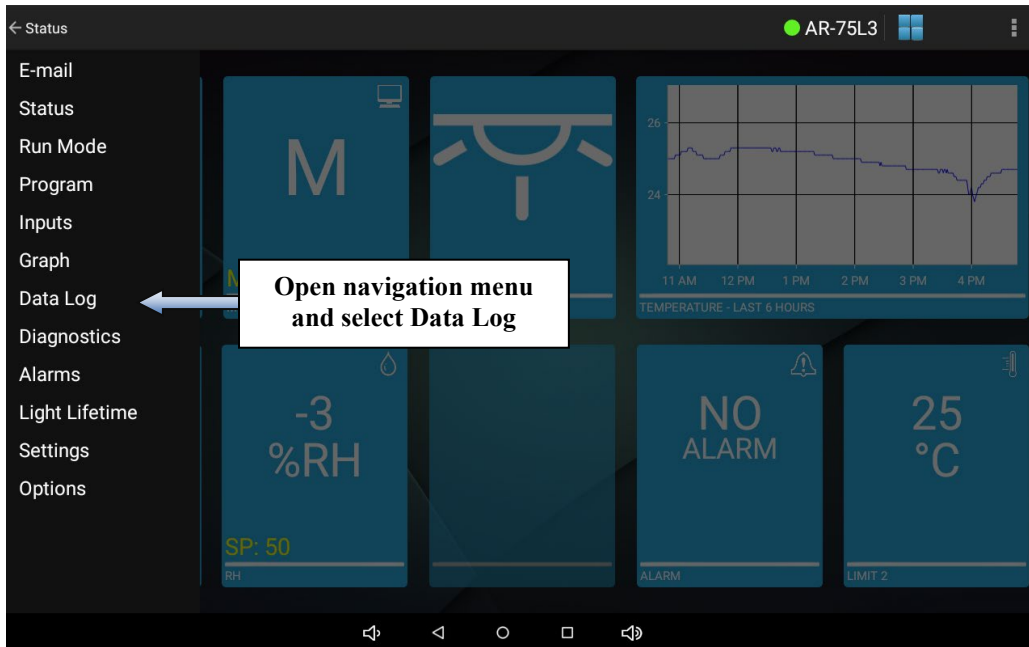 Status
AR-75L3
E-mail
Status
Run Mode
Program
Inputs
Graph
Data Log
Diagnostics
Alarms
Light Lifetime
Settings
Options
M
M
Open navigation menu
and select Data Log
26
24
11 AM 12 PM 1 PM 2 PM 3 PM 4 PM
TEMPERATURE - LAST 6 HOURS
-3
%RH
SP: 50
RH
NO
ALARM
ALARM
25
°C
LIMIT 2